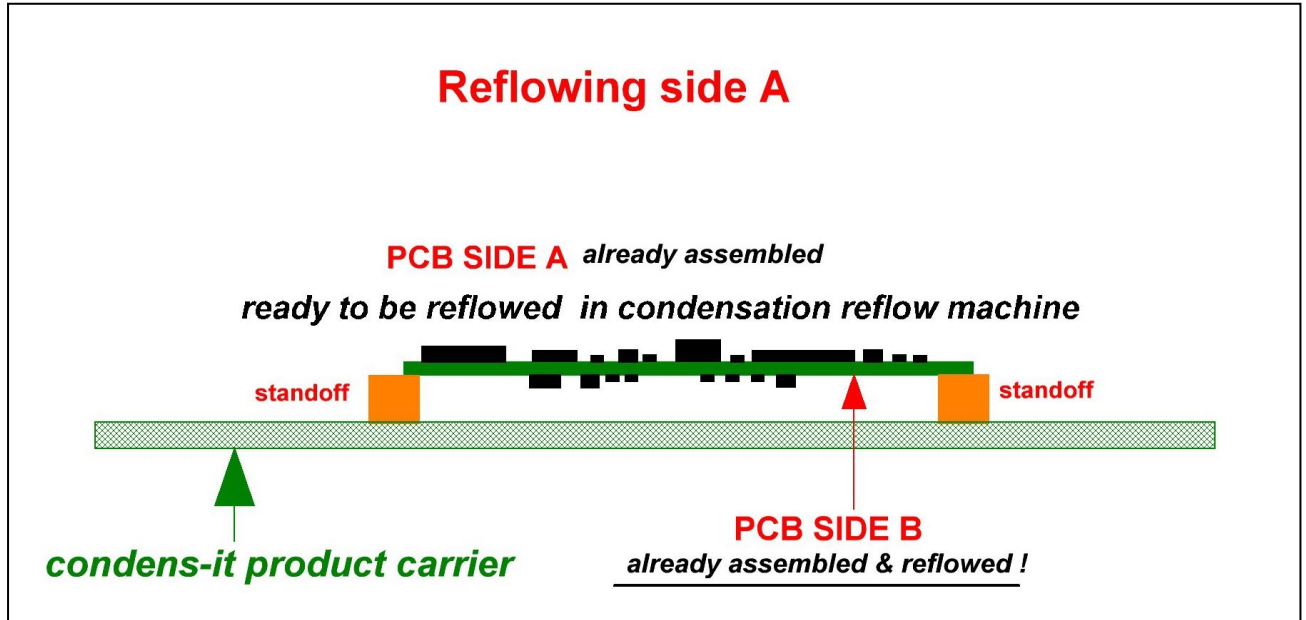 Reflowing side A
PCB SIDE A already assembled
ready to be reflowed in condensation reflow machine
standoff
standoff
PCB SIDE B
condens-it product carrier
already assembled & reflowed !